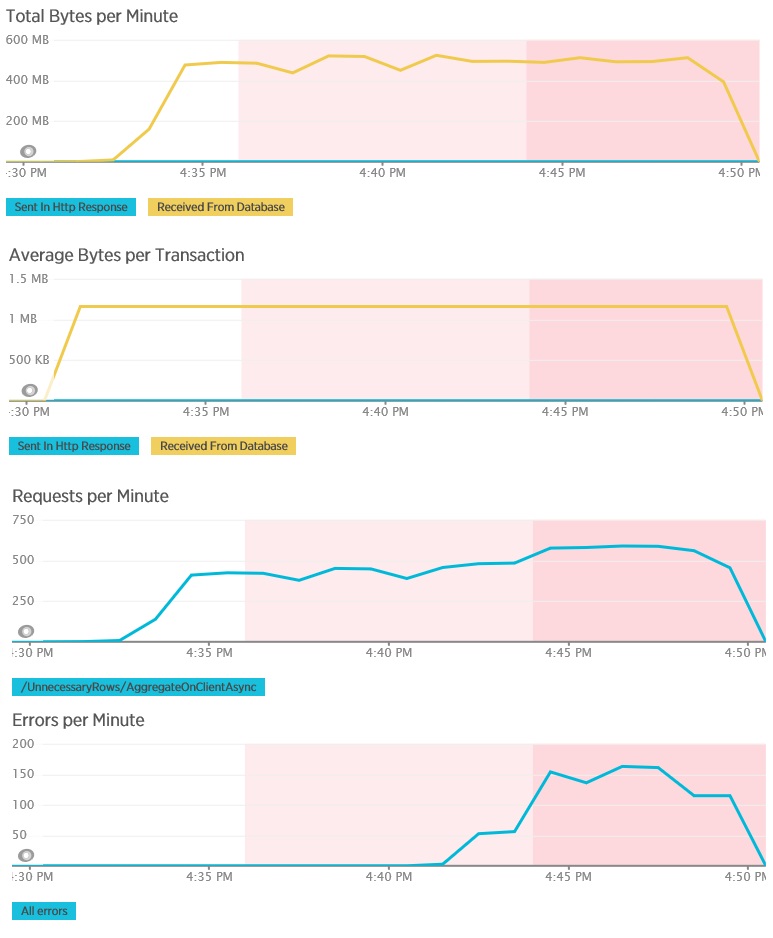 Total Bytes per Minute
600 MB
400 MB
200 MB
:30 PM 4:35 PM 4:40 PM 4:45 PM 4:50 PM
Sent In Http Response Received From Database
Average Bytes per Transaction
1.5 MB
1 MB
500 KB
:30 PM 4:35 PM 4:40 PM 4:45 PM 4:50 PM
Sent In Http Response Received From Database
Requests per Minute
750
500
250
:30 PM 4:35 PM 4:40 PM 4:45 PM 4:50 PM
/UnnecessaryRows/AggregateOnClientAsync
Errors per Minute
200
150
100
50
:30 PM 4:35 PM 4:40 PM 4:45 PM 4:50 PM
All errors